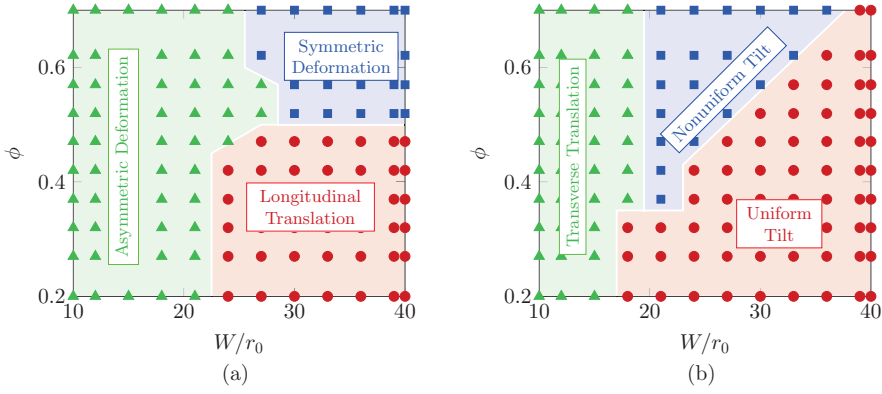 0.6
0.4
0.2
ϕ
Asymmetric Deformation
Symmetric
Deformation
Longitudinal
Translation
10
20
30
40
W/r₀
(a)
0.6
0.4
0.2
ϕ
Transverse Translation
Nonuniform Tilt
Uniform
Tilt
10
20
30
40
W/r₀
(b)